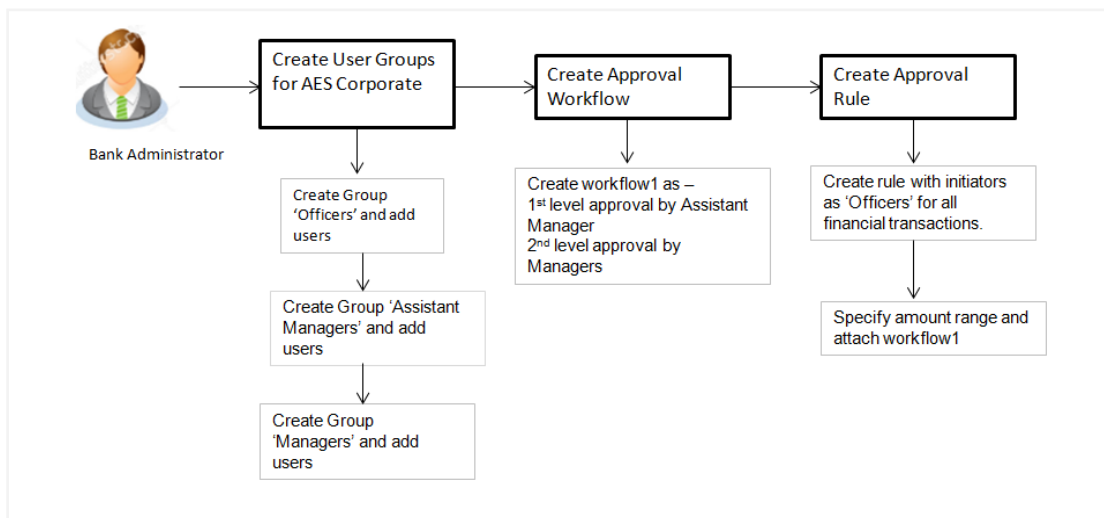 Bank Administrator
Create User Groups
for AES Corporate
Create Group
‘Officers’ and add
users
Create Group ‘Assistant
Managers’ and add
users
Create Group
‘Managers’ and add
users
Create Approval
Workflow
Create workflow1 as –
1st level approval by Assistant
Manager
2nd level approval by
Managers
Create Approval
Rule
Create rule with initiators
as ‘Officers’ for all
financial transactions.
Specify amount range and
attach workflow1